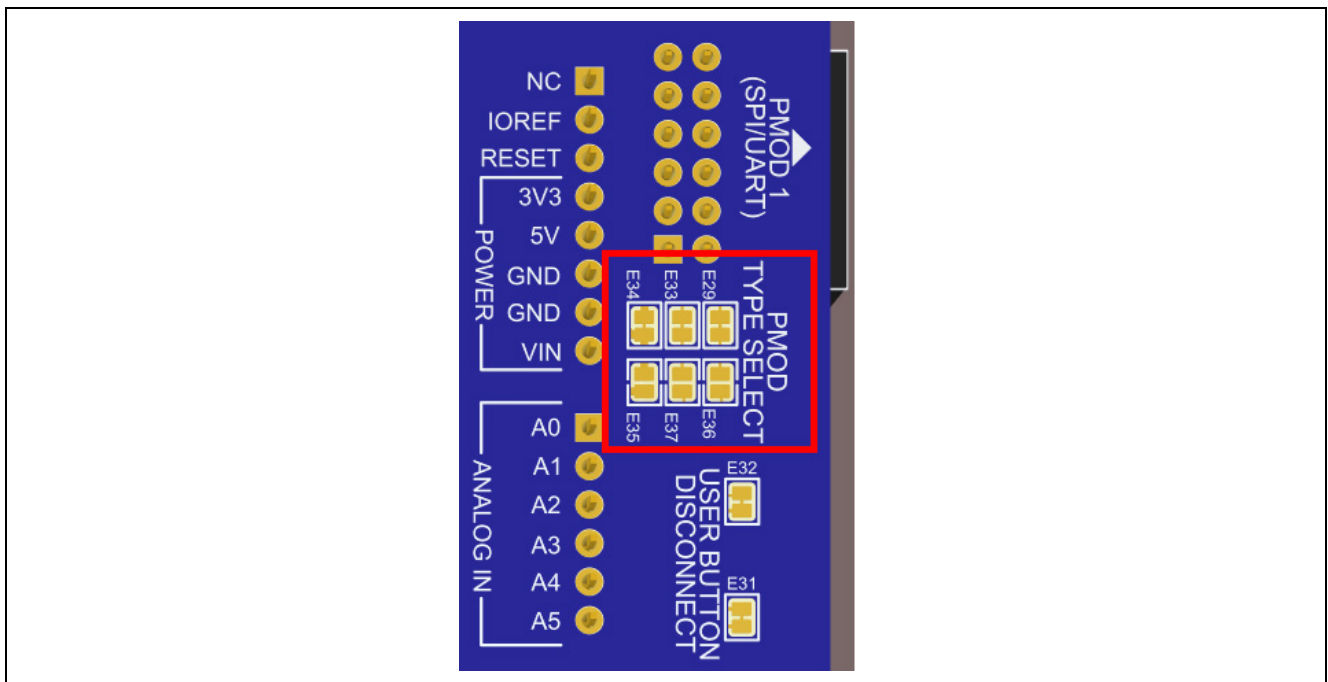 NC
IOREF
RESET
3V3
5V
GND
GND
VIN
POWER
PMOD 1
(SPI/UART)
E34
E33
E29
PMOD
TYPE SELECT
E35
E37
E36
A0
A1
A2
A3
A4
A5
ANALOG IN
E32
USER BUTTON
DISCONNECT
E31